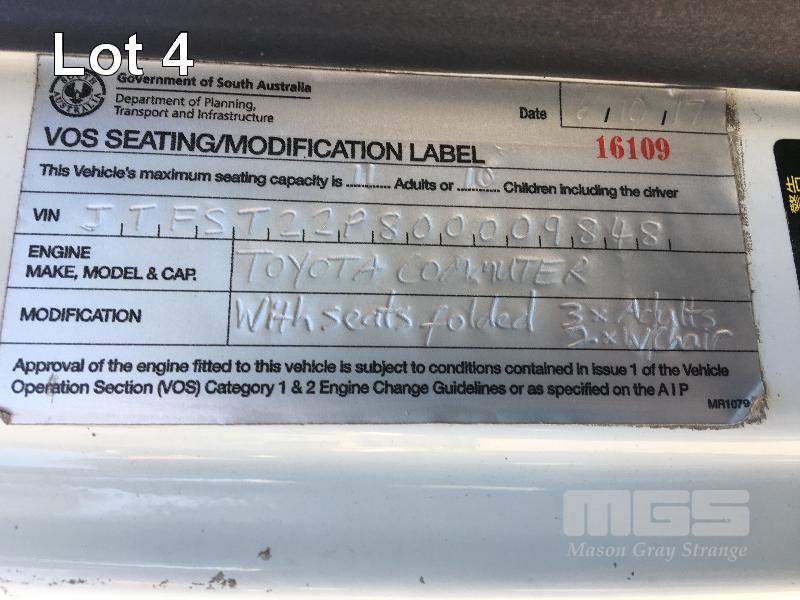 Lot 4
Government of South Australia
Department of Planning,
Transport and Infrastructure
Date /10/17
16109
VOS SEATING/MODIFICATION LABEL
This Vehicle's maximum seating capacity is 11 Adults or 10 Children including the driver
VIN JTFST22P800009848
ENGINE
MAKE, MODEL & CAP. TOYOTA COMMUTER
MODIFICATION With seats folded 3x Adults
2x W/Chair
Approval of the engine fitted to this vehicle is subject to conditions contained in issue 1 of the Vehicle
Operation Section (VOS) Category 1 & 2 Engine Change Guidelines or as specified on the A I P
MR1079
警告
MGS
Mason Gray Strange